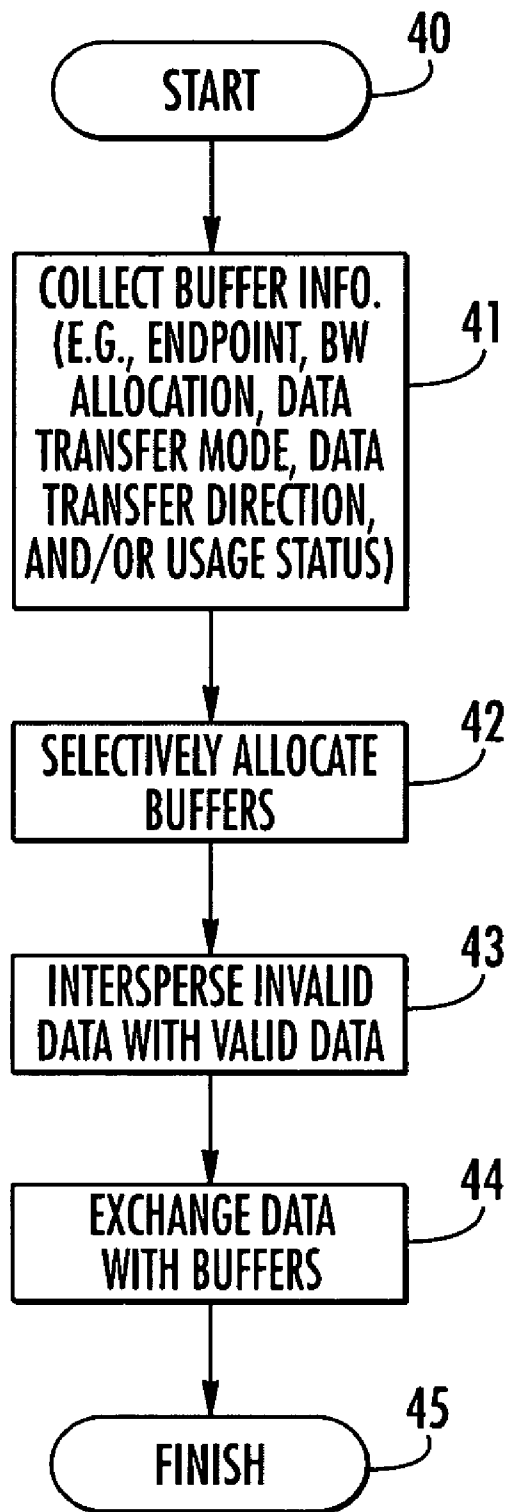 40
START
COLLECT BUFFER INFO.
(E.G., ENDPOINT, BW
ALLOCATION, DATA
TRANSFER MODE, DATA
TRANSFER DIRECTION,
AND/OR USAGE STATUS)
41
SELECTIVELY ALLOCATE
BUFFERS
42
INTERSPERSE INVALID
DATA WITH VALID DATA
43
EXCHANGE DATA
WITH BUFFERS
44
FINISH
45